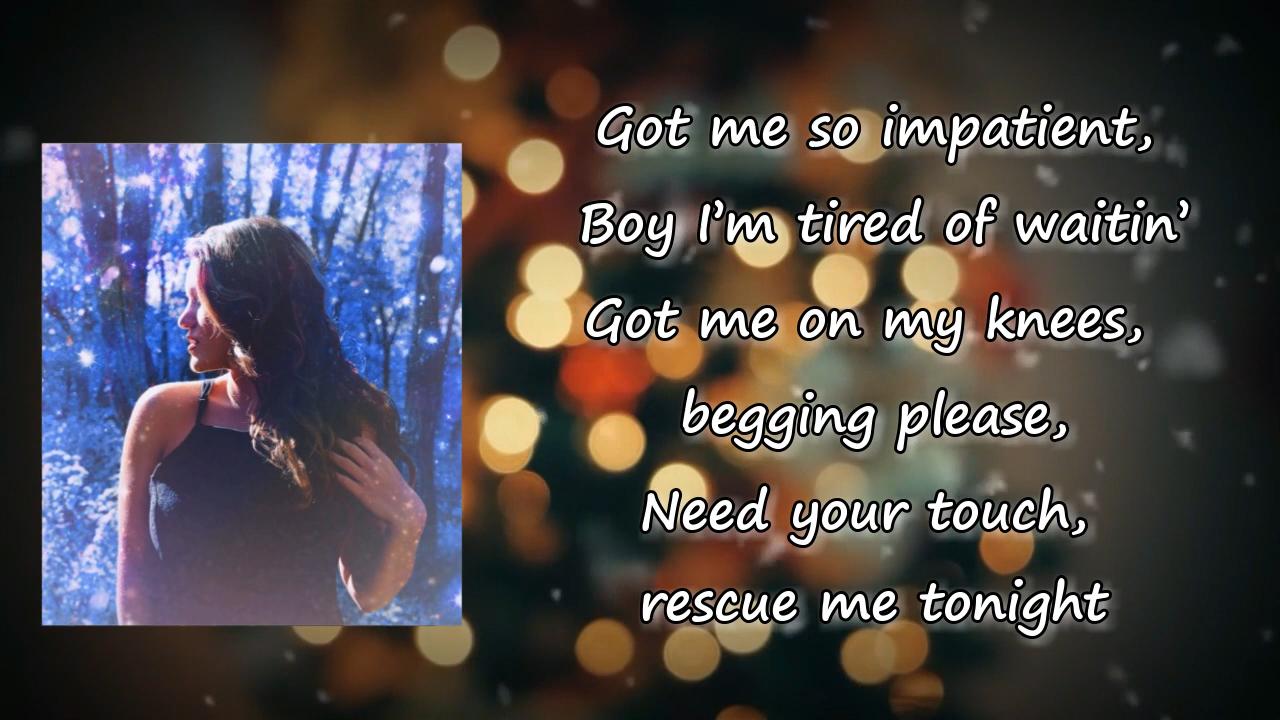 Got me so impatient,
Boy I’m tired of waitin’
Got me on my knees,
begging please,
Need your touch,
rescue me tonight